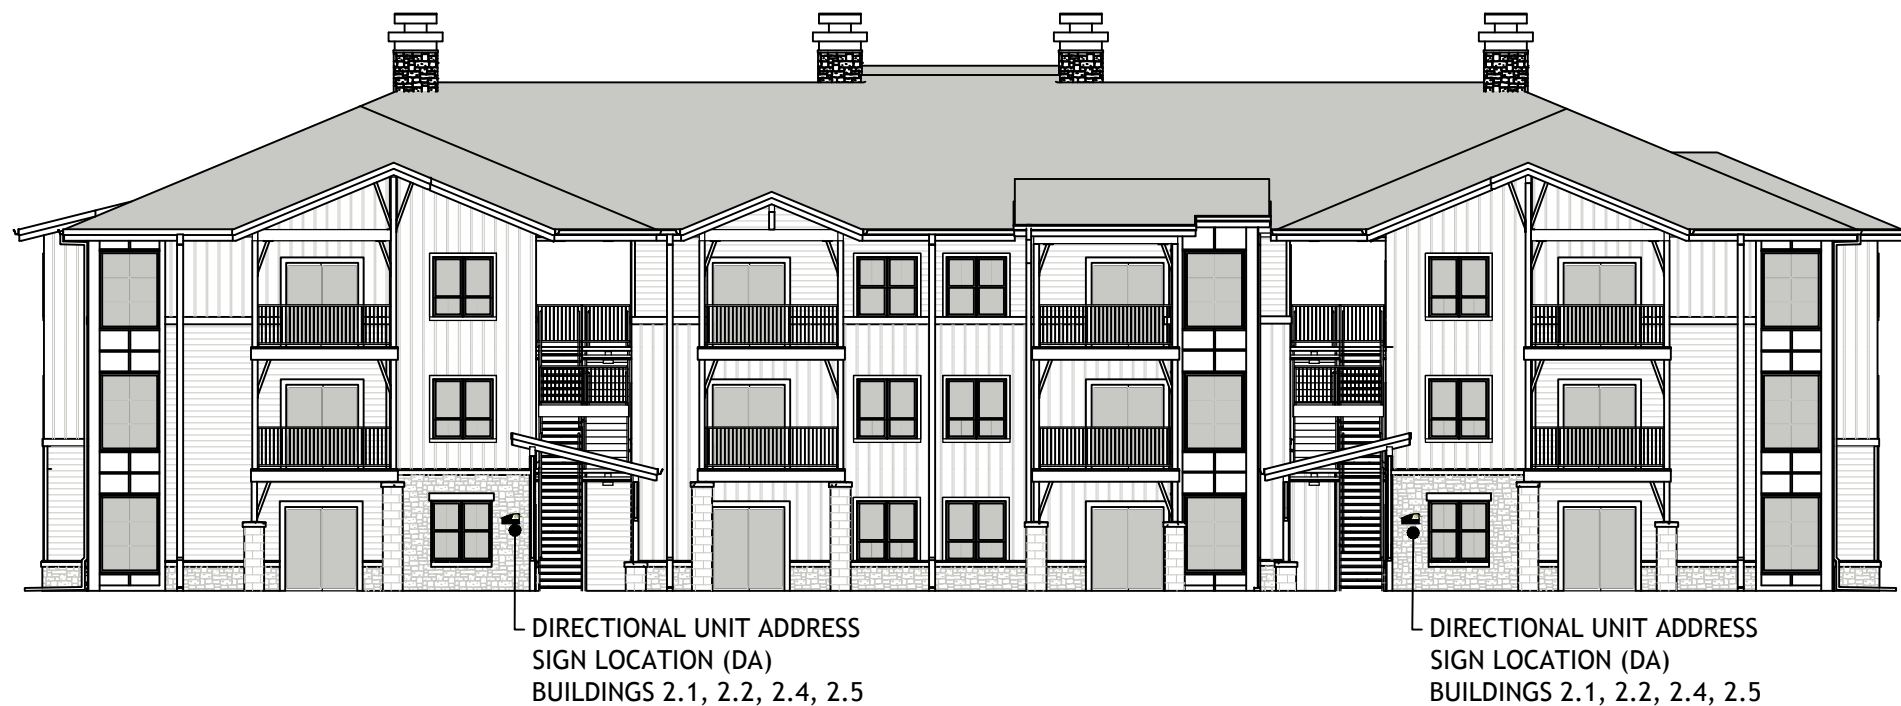 DIRECTIONAL UNIT ADDRESS
SIGN LOCATION (DA)
BUILDINGS 2.1, 2.2, 2.4, 2.5
DIRECTIONAL UNIT ADDRESS
SIGN LOCATION (DA)
BUILDINGS 2.1, 2.2, 2.4, 2.5